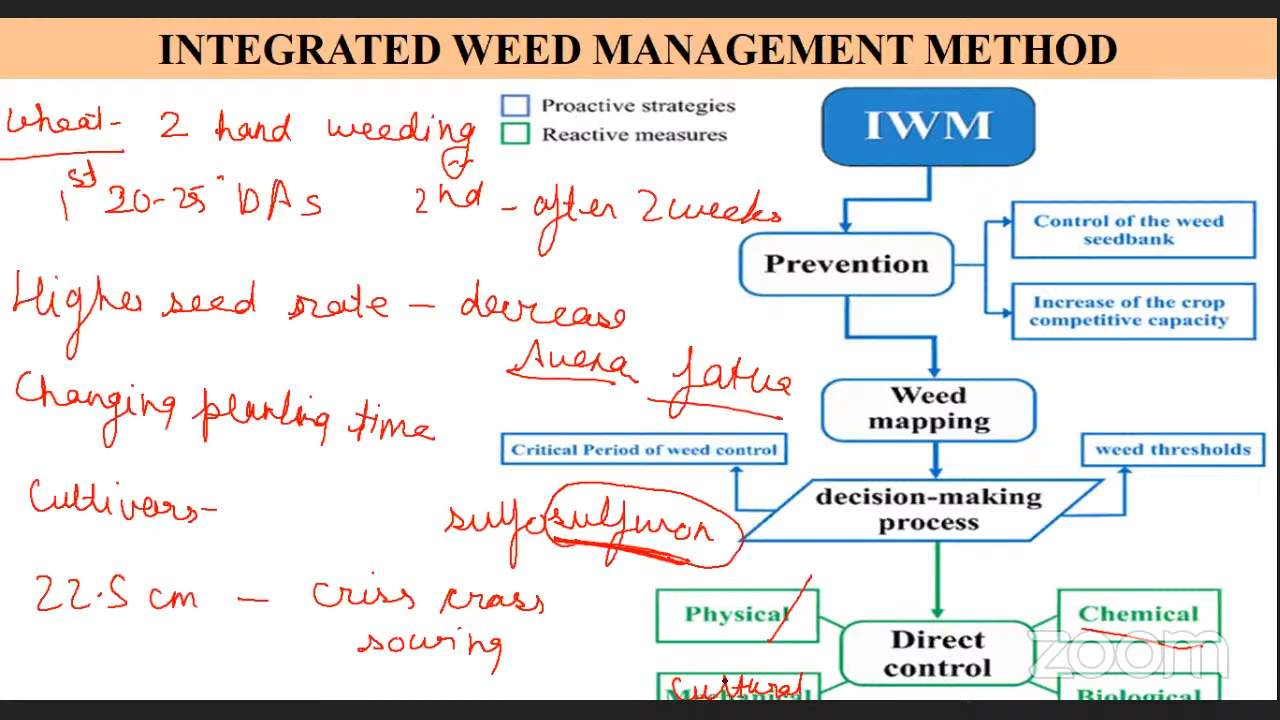 INTEGRATED WEED MANAGEMENT METHOD
Wheat - 2 hand weeding
1st 20-25 DAS 2nd - after 2 weeks
Higher seed rate - decrease
Avena fatua
Changing planting time
Cultivers -
sulfosulfuron
22.5 cm - criss crass
sowing
Proactive strategies
Reactive measures
IWM
Prevention
Control of the weed
seedbank
Increase of the crop
competitive capacity
Weed
mapping
Critical Period of weed control
weed thresholds
decision-making
process
Physical
Chemical
Direct
control
Mechanical
Cultural
Biological
zoom